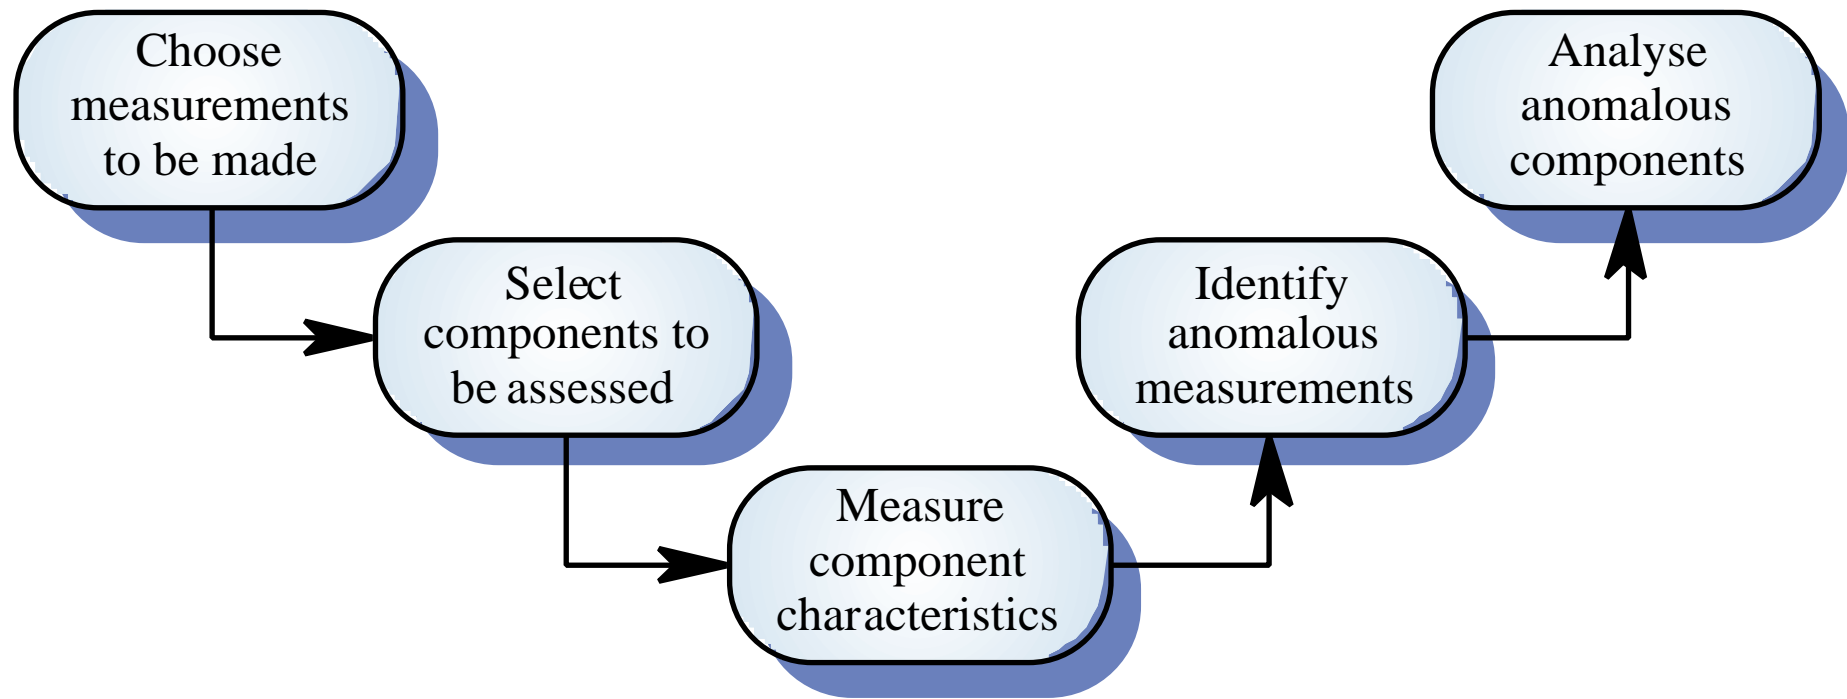 Choose
measurements
to be made
Select
components to
be assessed
Measure
component
characteristics
Identify
anomalous
measurements
Analyse
anomalous
components